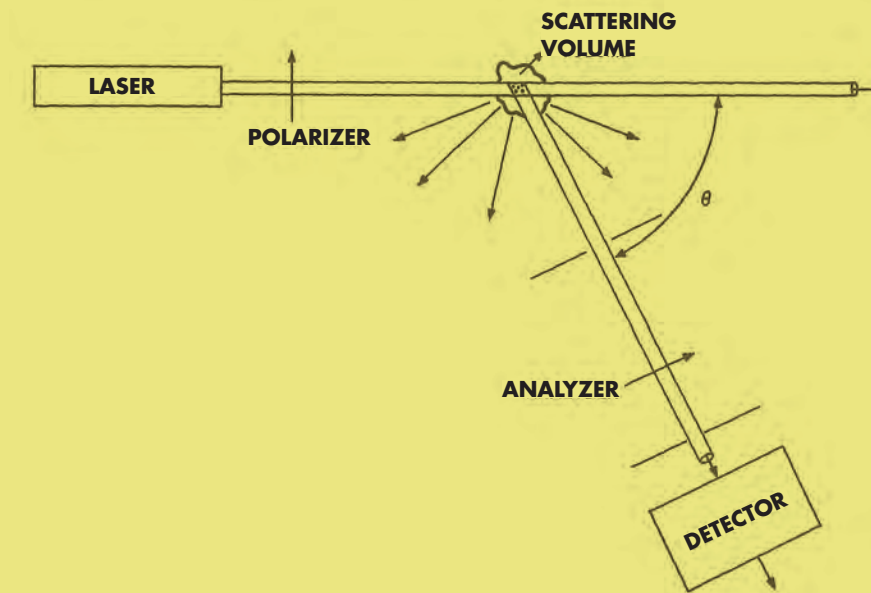 SCATTERING
VOLUME
LASER
POLARIZER
θ
ANALYZER
DETECTOR